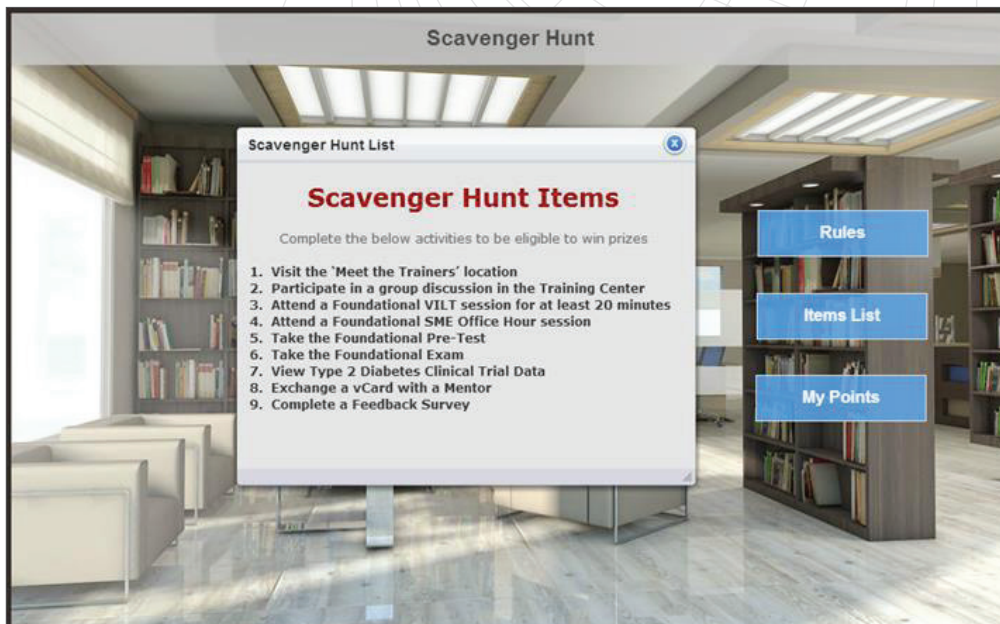 Scavenger Hunt
Scavenger Hunt List
Scavenger Hunt Items
Complete the below activities to be eligible to win prizes
1. Visit the 'Meet the Trainers' location
2. Participate in a group discussion in the Training Center
3. Attend a Foundational VILT session for at least 20 minutes
4. Attend a Foundational SME Office Hour session
5. Take the Foundational Pre-Test
6. Take the Foundational Exam
7. View Type 2 Diabetes Clinical Trial Data
8. Exchange a vCard with a Mentor
9. Complete a Feedback Survey
Rules
Items List
My Points